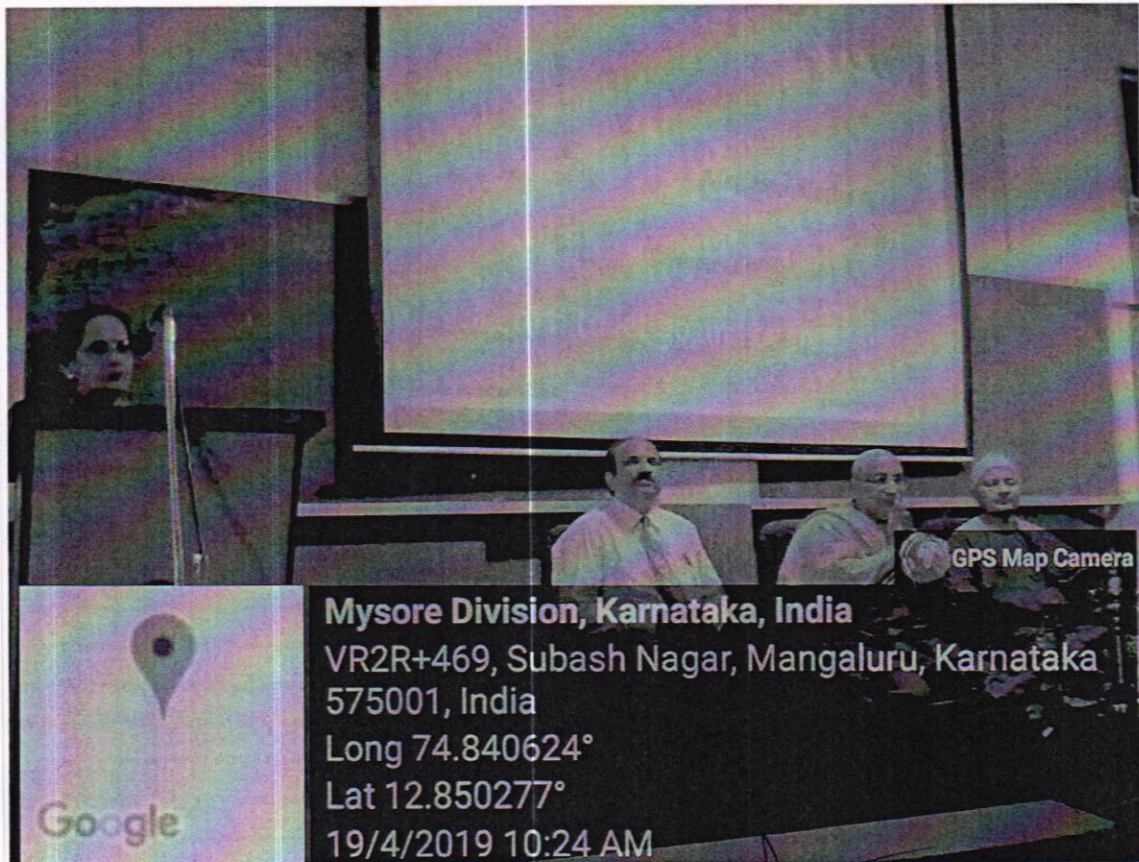 GPS Map Camera
Mysore Division, Karnataka, India
VR2R+469, Subash Nagar, Mangaluru, Karnataka
575001, India
Long 74.840624°
Lat 12.850277°
19/4/2019 10:24 AM
Google